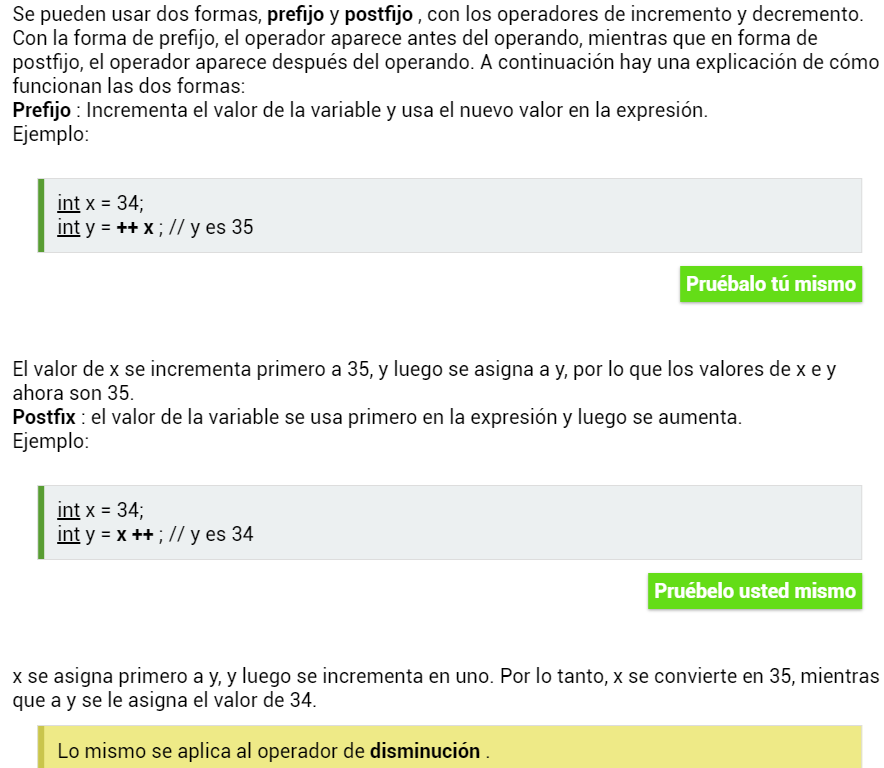 Se pueden usar dos formas, prefijo y postfijo , con los operadores de incremento y decremento.
Con la forma de prefijo, el operador aparece antes del operando, mientras que en forma de
postfijo, el operador aparece después del operando. A continuación hay una explicación de cómo
funcionan las dos formas:
Prefijo : Incrementa el valor de la variable y usa el nuevo valor en la expresión.
Ejemplo:
int x = 34;
int y = ++ x ; // y es 35
Pruébalo tú mismo
El valor de x se incrementa primero a 35, y luego se asigna a y, por lo que los valores de x e y
ahora son 35.
Postfix : el valor de la variable se usa primero en la expresión y luego se aumenta.
Ejemplo:
int x = 34;
int y = x ++ ; // y es 34
Pruébelo usted mismo
x se asigna primero a y, y luego se incrementa en uno. Por lo tanto, x se convierte en 35, mientras
que a y se le asigna el valor de 34.
Lo mismo se aplica al operador de disminución .